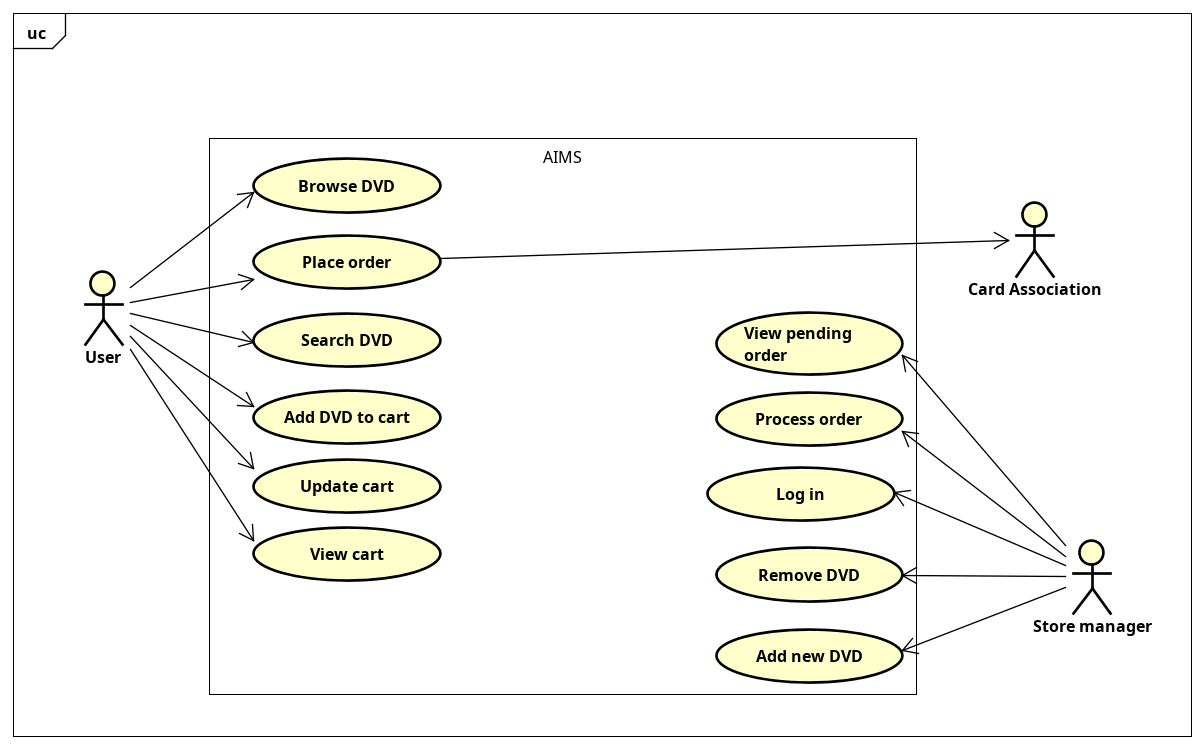 uc
AIMS
Browse DVD
Place order
Search DVD
Add DVD to cart
Update cart
View cart
User
Card Association
View pending
order
Process order
Log in
Remove DVD
Add new DVD
Store manager